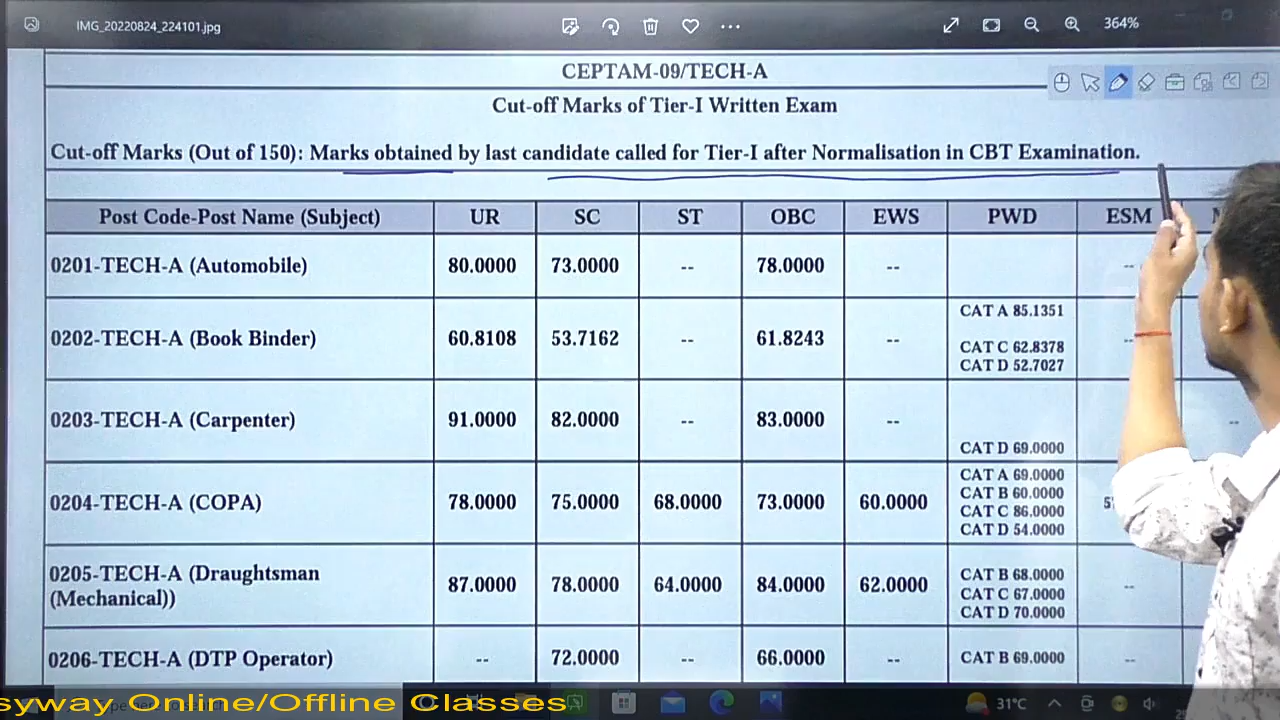 IMG_20220824_224101.jpg
364%
CEPTAM-09/TECH-A
Cut-off Marks of Tier-I Written Exam
Cut-off Marks (Out of 150): Marks obtained by last candidate called for Tier-I after Normalisation in CBT Examination.
Post Code-Post Name (Subject) UR SC ST OBC EWS PWD ESM
0201-TECH-A (Automobile) 80.0000 73.0000 -- 78.0000 -- --
CAT A 85.1351
0202-TECH-A (Book Binder) 60.8108 53.7162 -- 61.8243 -- --
CAT C 62.8378
CAT D 52.7027
0203-TECH-A (Carpenter) 91.0000 82.0000 -- 83.0000 -- --
CAT D 69.0000
CAT A 69.0000
CAT B 60.0000
0204-TECH-A (COPA) 78.0000 75.0000 68.0000 73.0000 60.0000
CAT C 86.0000
CAT D 54.0000
0205-TECH-A (Draughtsman
(Mechanical)) 87.0000 78.0000 64.0000 84.0000 62.0000 --
CAT B 68.0000
CAT C 67.0000
CAT D 70.0000
0206-TECH-A (DTP Operator) -- 72.0000 -- 66.0000 -- CAT B 69.0000 --
syway Online/Offline Classes
31°C